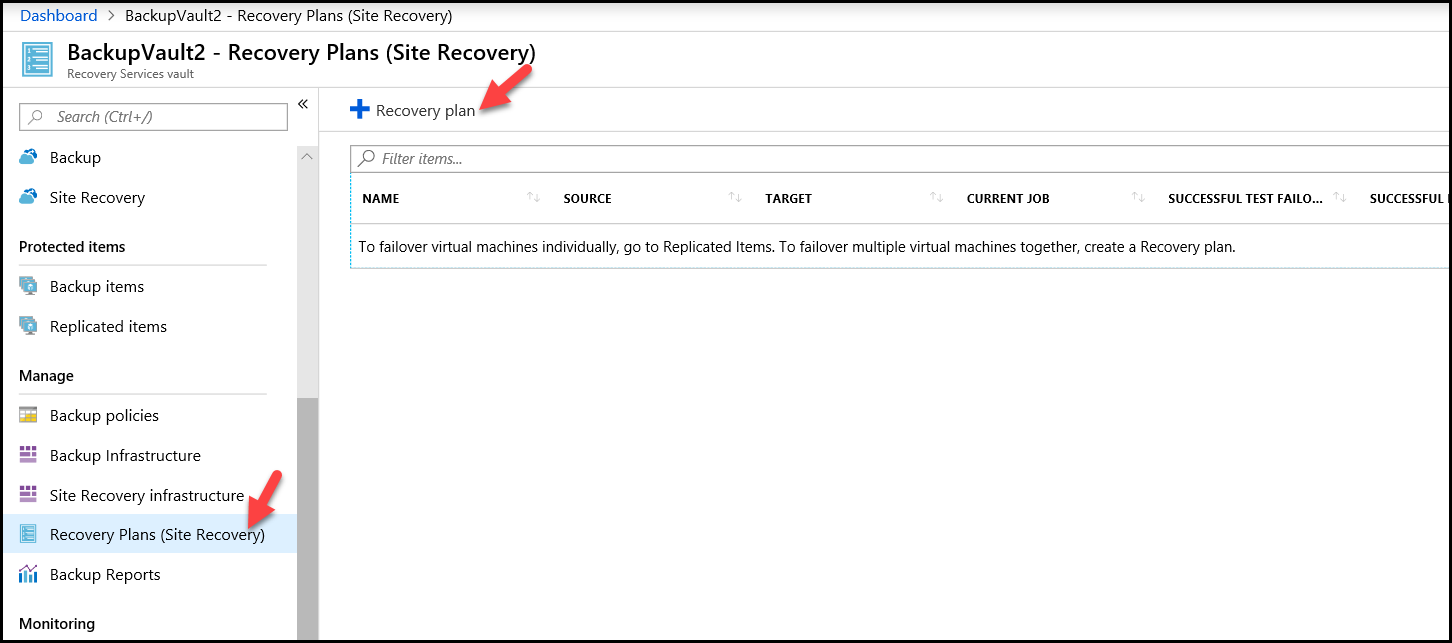 Dashboard > BackupVault2 - Recovery Plans (Site Recovery)
BackupVault2 - Recovery Plans (Site Recovery)
Recovery Services vault
Search (Ctrl+/)
«
Backup
Site Recovery
Protected items
Backup items
Replicated items
Manage
Backup policies
Backup Infrastructure
Site Recovery infrastructure
Recovery Plans (Site Recovery)
Backup Reports
Monitoring
Recovery plan
Filter items...
NAME SOURCE TARGET CURRENT JOB SUCCESSFUL TEST FAILO... SUCCESSFUL
To failover virtual machines individually, go to Replicated Items. To failover multiple virtual machines together, create a Recovery plan.